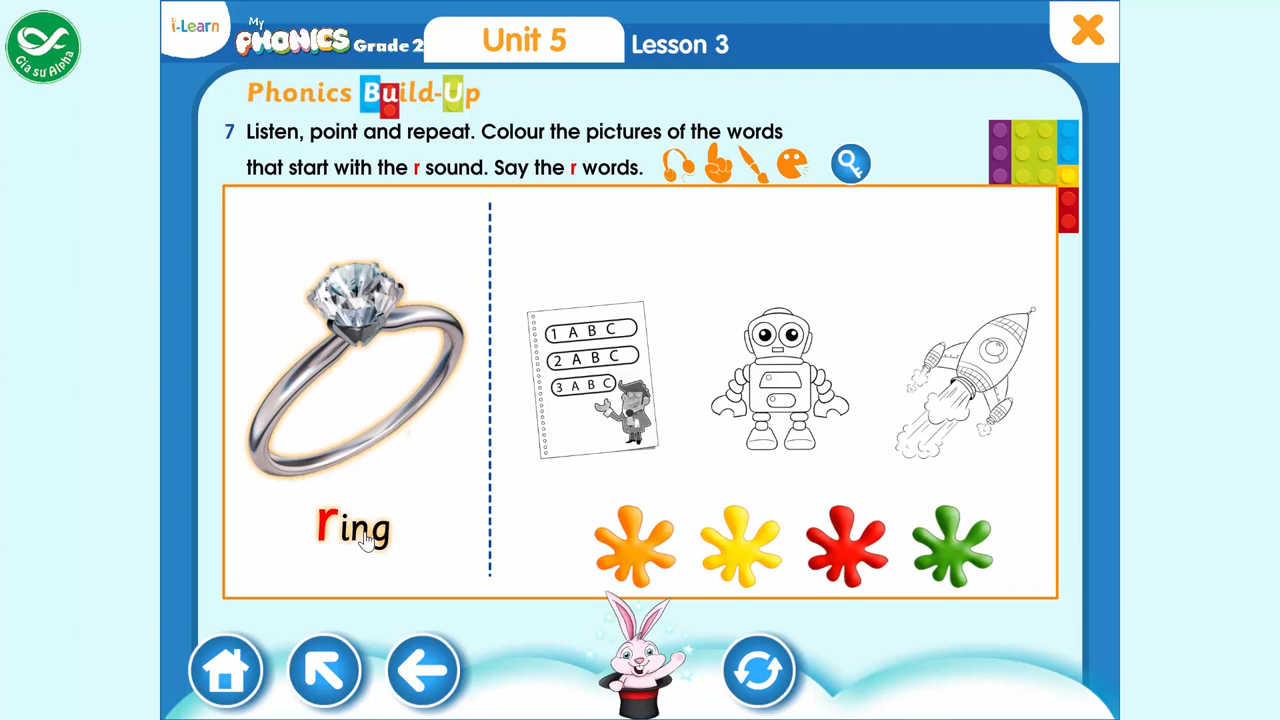 Gia sư Alpha
i-Learn
My
PHONICS Grade 2
Unit 5
Lesson 3
Phonics Build-Up
7 Listen, point and repeat. Colour the pictures of the words
that start with the r sound. Say the r words.
1 A B C
2 A B C
3 A B C
ring